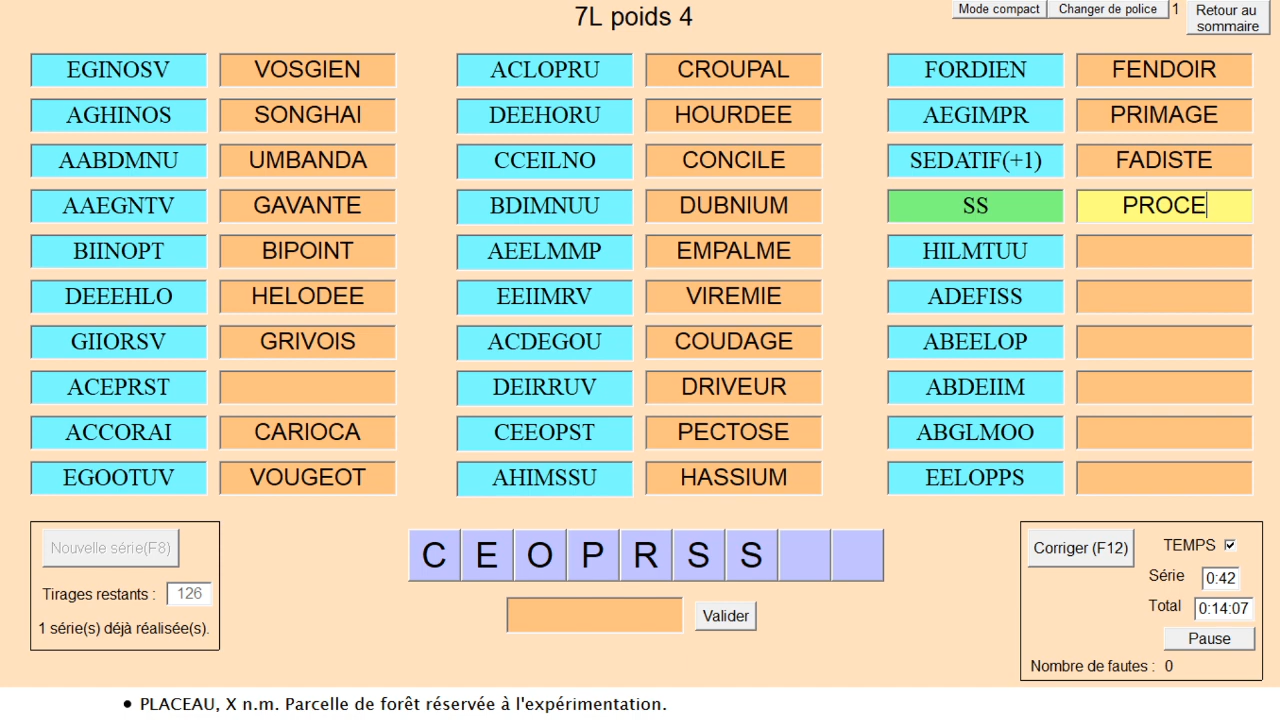 7L poids 4
Mode compact Changer de police 1 Retour au sommaire
EGINOSV VOSGIEN ACLOPRU CROUPAL FORDIEN FENDOIR
AGHINOS SONGHAI DEEHORU HOURDEE AEGIMPR PRIMAGE
AABDMNU UMBANDA CCEILNO CONCILE SEDATIF(+1) FADISTE
AAEGNTV GAVANTE BDIMNUU DUBNIUM SS PROCE
BIINOPT BIPOINT AEELMMP EMPALME HILMTUU
DEEEHLO HELODEE EEIIMRV VIREMIE ADEFISS
GIIORSV GRIVOIS ACDEGOU COUDAGE ABEELOP
ACEPRST DEIRRUV DRIVEUR ABDEIIM
ACCORAI CARIOCA CEEOPST PECTOSE ABGLMOO
EGOOTUV VOUGEOT AHIMSSU HASSIUM EELOPPS
Nouvelle série(F8) C E O P R S S Corriger (F12) TEMPS
Série 0:42
Tirages restants : 126 Total 0:14:07
1 série(s) déjà réalisée(s). Valider Pause
Nombre de fautes : 0
• PLACEAU, X n.m. Parcelle de forêt réservée à l'expérimentation.